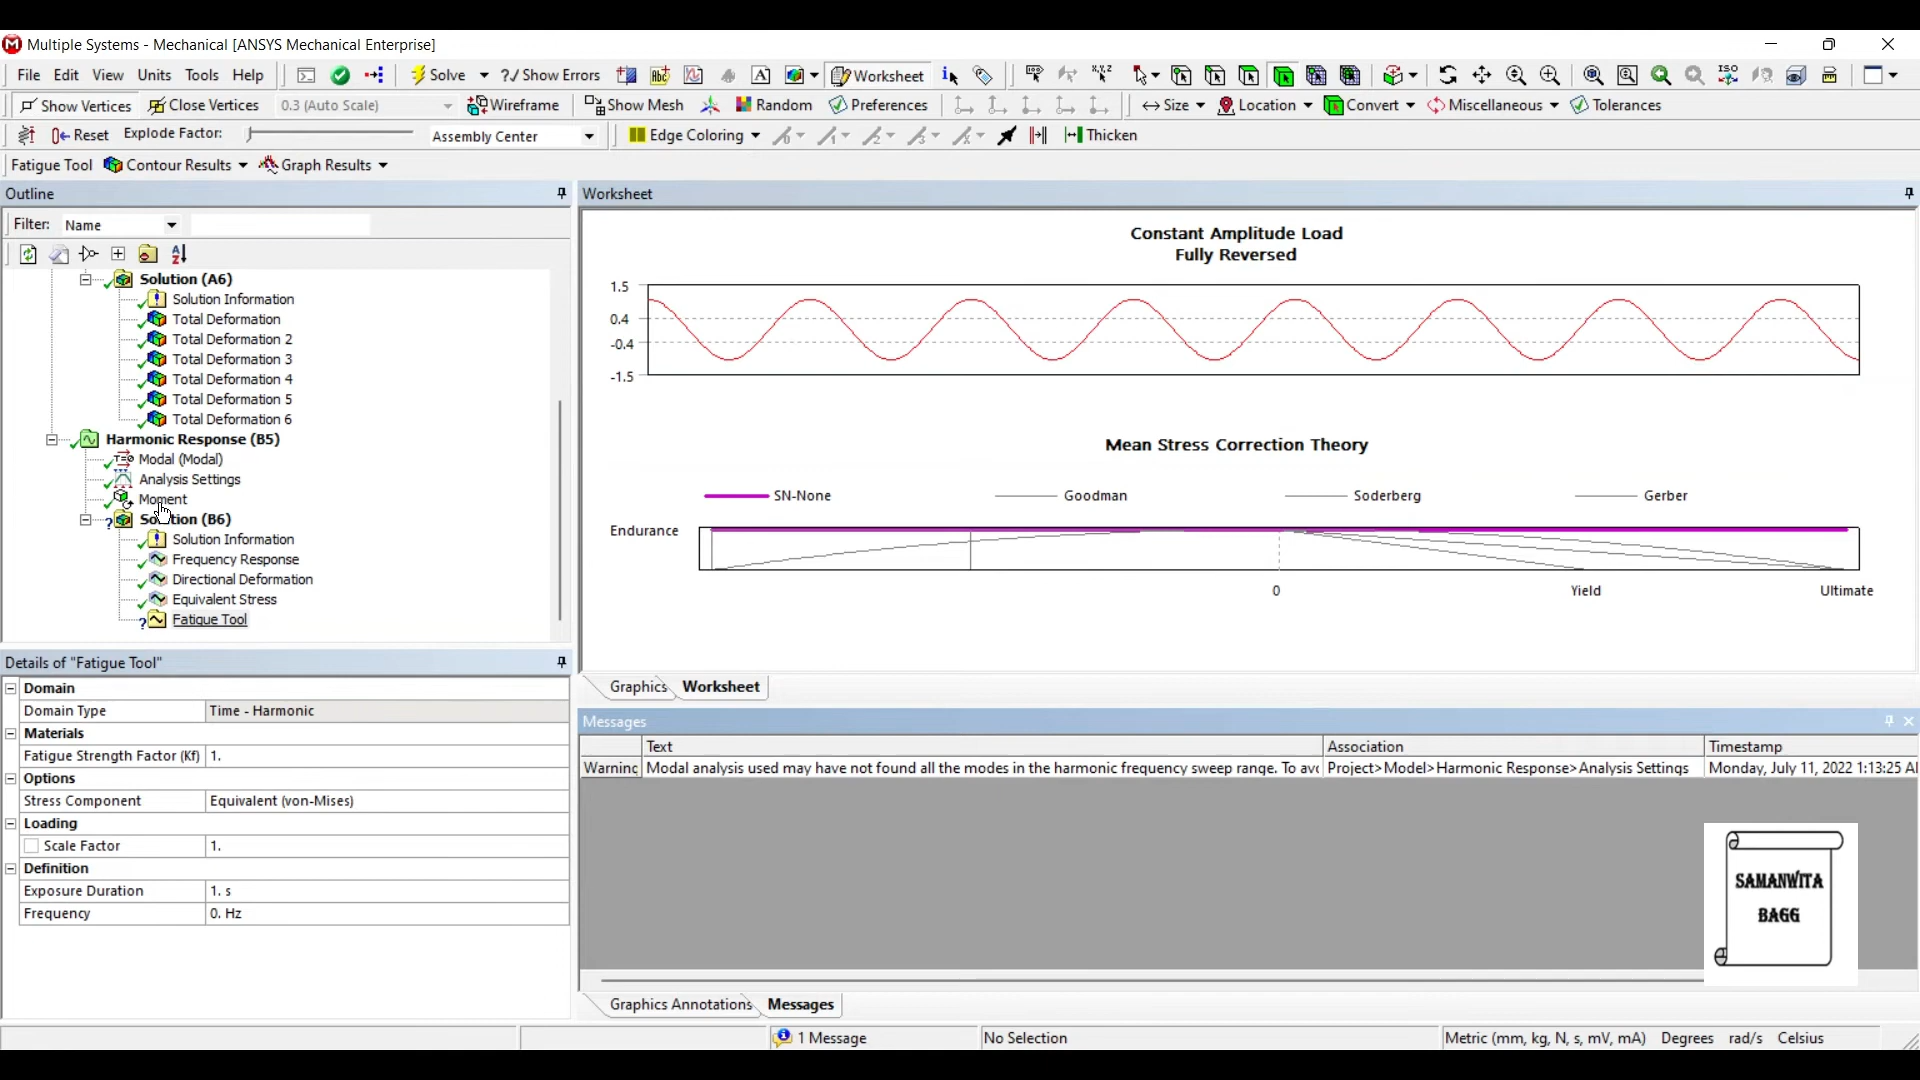 Multiple Systems - Mechanical [ANSYS Mechanical Enterprise]
File Edit View Units Tools Help Solve ?/ Show Errors Worksheet
Show Vertices Close Vertices 0.3 (Auto Scale) Wireframe Show Mesh Random Preferences Size Location Convert Miscellaneous Tolerances
Reset Explode Factor: Assembly Center Edge Coloring Thicken
Fatigue Tool Contour Results Graph Results
Outline
Filter: Name
Solution (A6)
Solution Information
Total Deformation
Total Deformation 2
Total Deformation 3
Total Deformation 4
Total Deformation 5
Total Deformation 6
Harmonic Response (B5)
Modal (Modal)
Analysis Settings
Moment
Solution (B6)
Solution Information
Frequency Response
Directional Deformation
Equivalent Stress
Fatigue Tool
Details of "Fatigue Tool"
Domain
Domain Type Time - Harmonic
Materials
Fatigue Strength Factor (Kf) 1.
Options
Stress Component Equivalent (von-Mises)
Loading
Scale Factor 1.
Definition
Exposure Duration 1. s
Frequency 0. Hz
Worksheet
Constant Amplitude Load
Fully Reversed
1.5
0.4
-0.4
-1.5
Mean Stress Correction Theory
SN-None Goodman Soderberg Gerber
Endurance
0 Yield Ultimate
Graphics Worksheet
Messages
Text Association Timestamp
Warning Modal analysis used may have not found all the modes in the harmonic frequency sweep range. To avo Project>Model>Harmonic Response>Analysis Settings Monday, July 11, 2022 1:13:25 AI
SAMANWITA
BAGG
Graphics Annotations Messages
1 Message No Selection Metric (mm, kg, N, s, mV, mA) Degrees rad/s Celsius